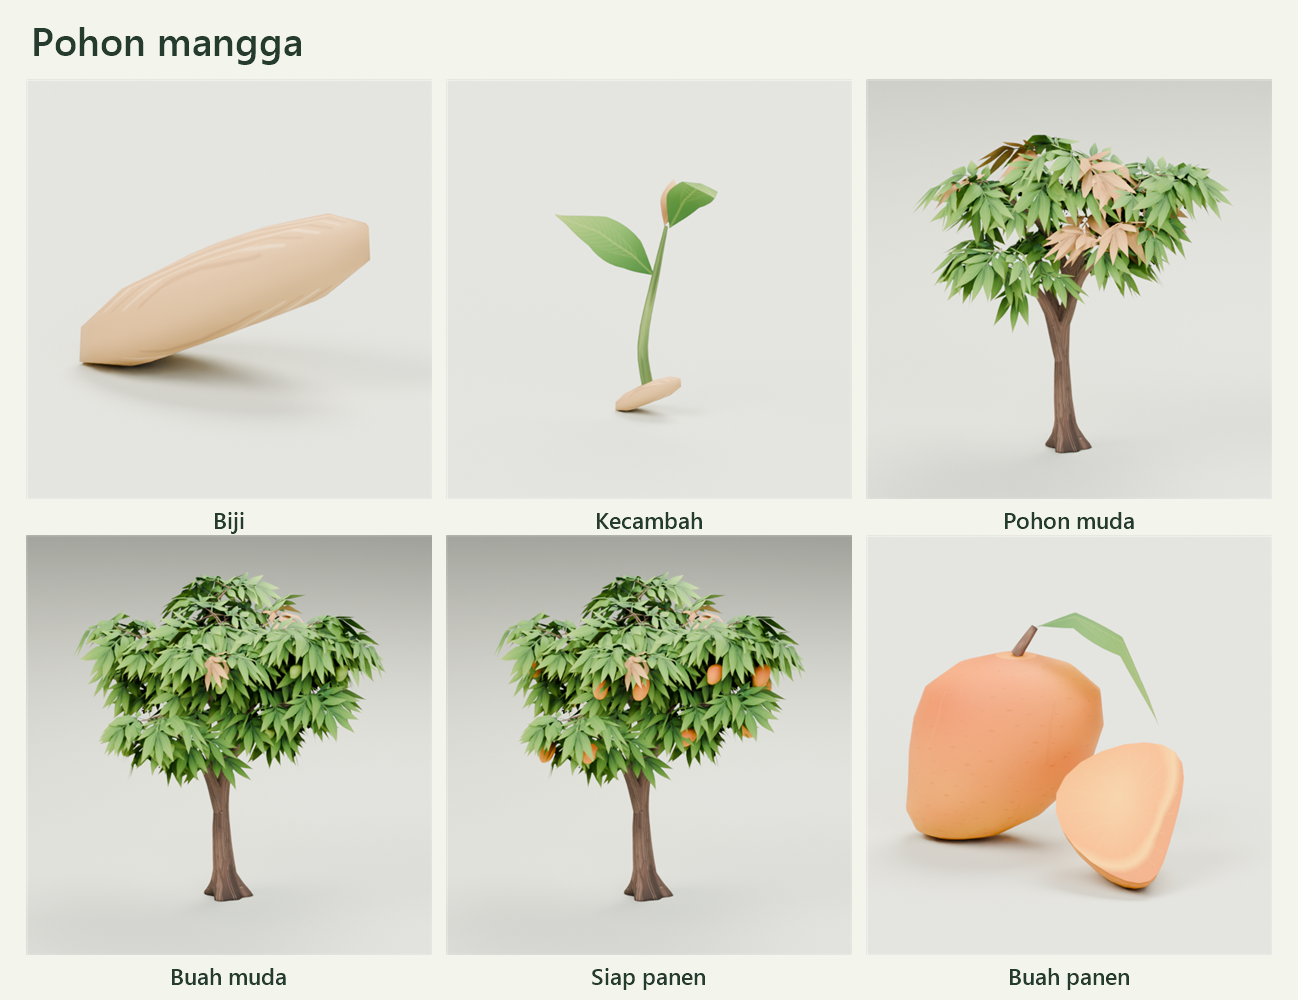 Pohon mangga
Biji
Kecambah
Pohon muda
Buah muda
Siap panen
Buah panen